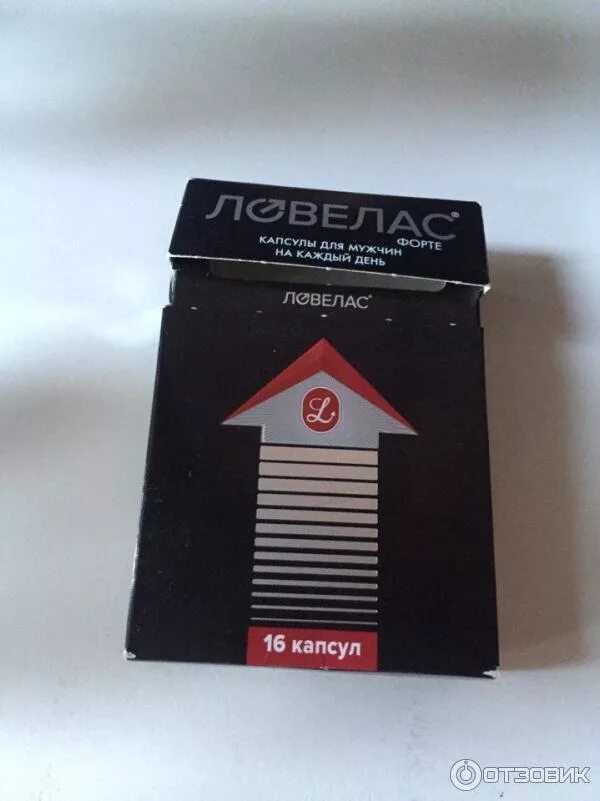 ЛОВЕЛАС®
ФОРТЕ
КАПСУЛЫ ДЛЯ МУЖЧИН
НА КАЖДЫЙ ДЕНЬ
ЛОВЕЛАС®
L
16 капсул
ОТЗОВИК